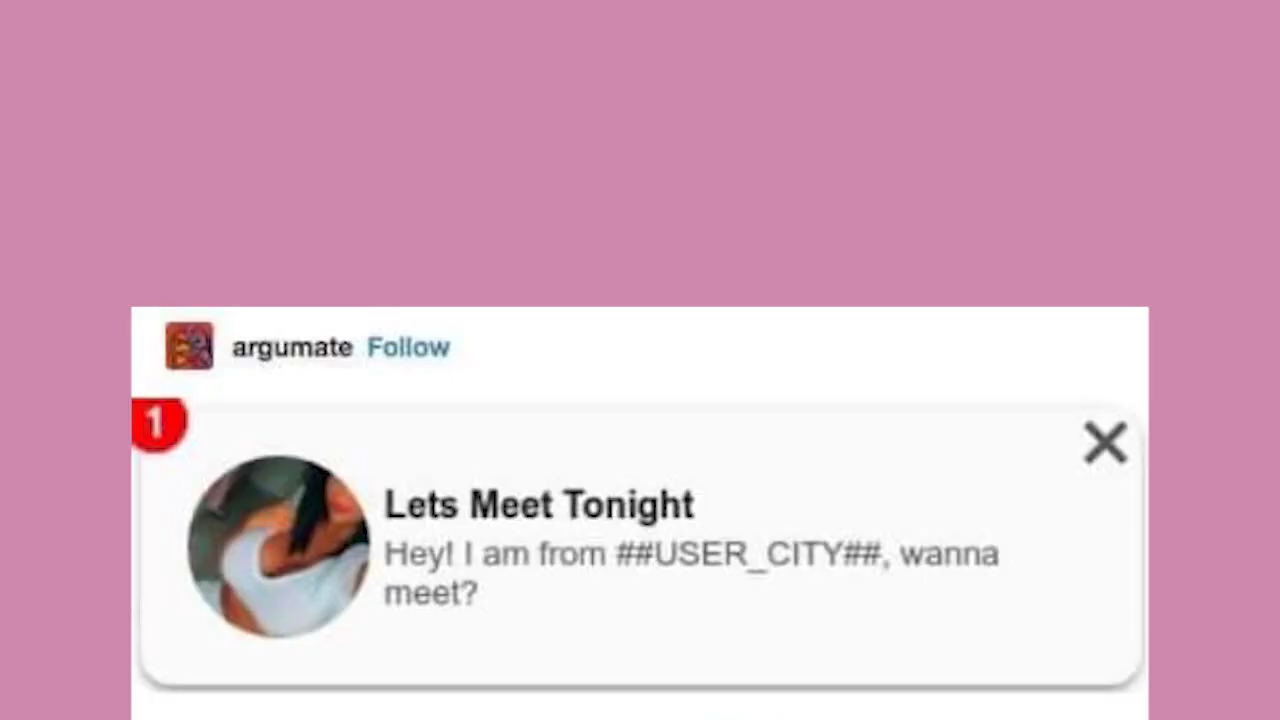 argumate Follow
1
Lets Meet Tonight
Hey! I am from ##USER_CITY##, wanna
meet?